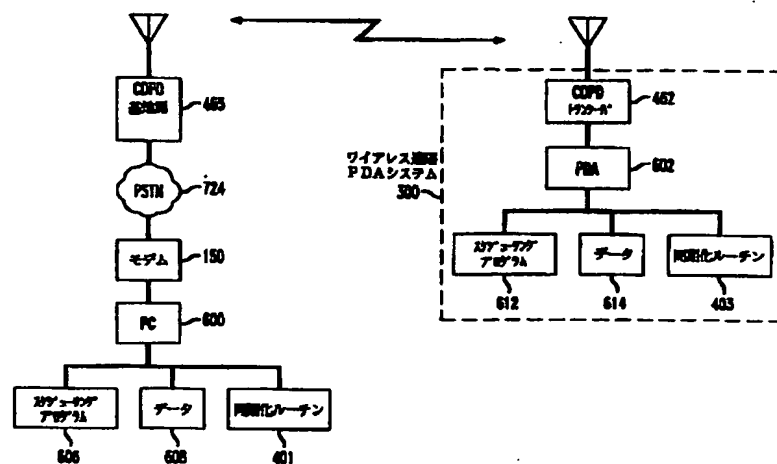 CDPD
基地局
465
PSTN
724
モデム
150
PC
600
スケジューリング
プログラム
606
データ
608
同期化ルーチン
401
CDPD
トランシーバ
462
ワイアレス通信
PDAシステム
300
PDA
602
スケジューリング
プログラム
612
データ
614
同期化ルーチン
403